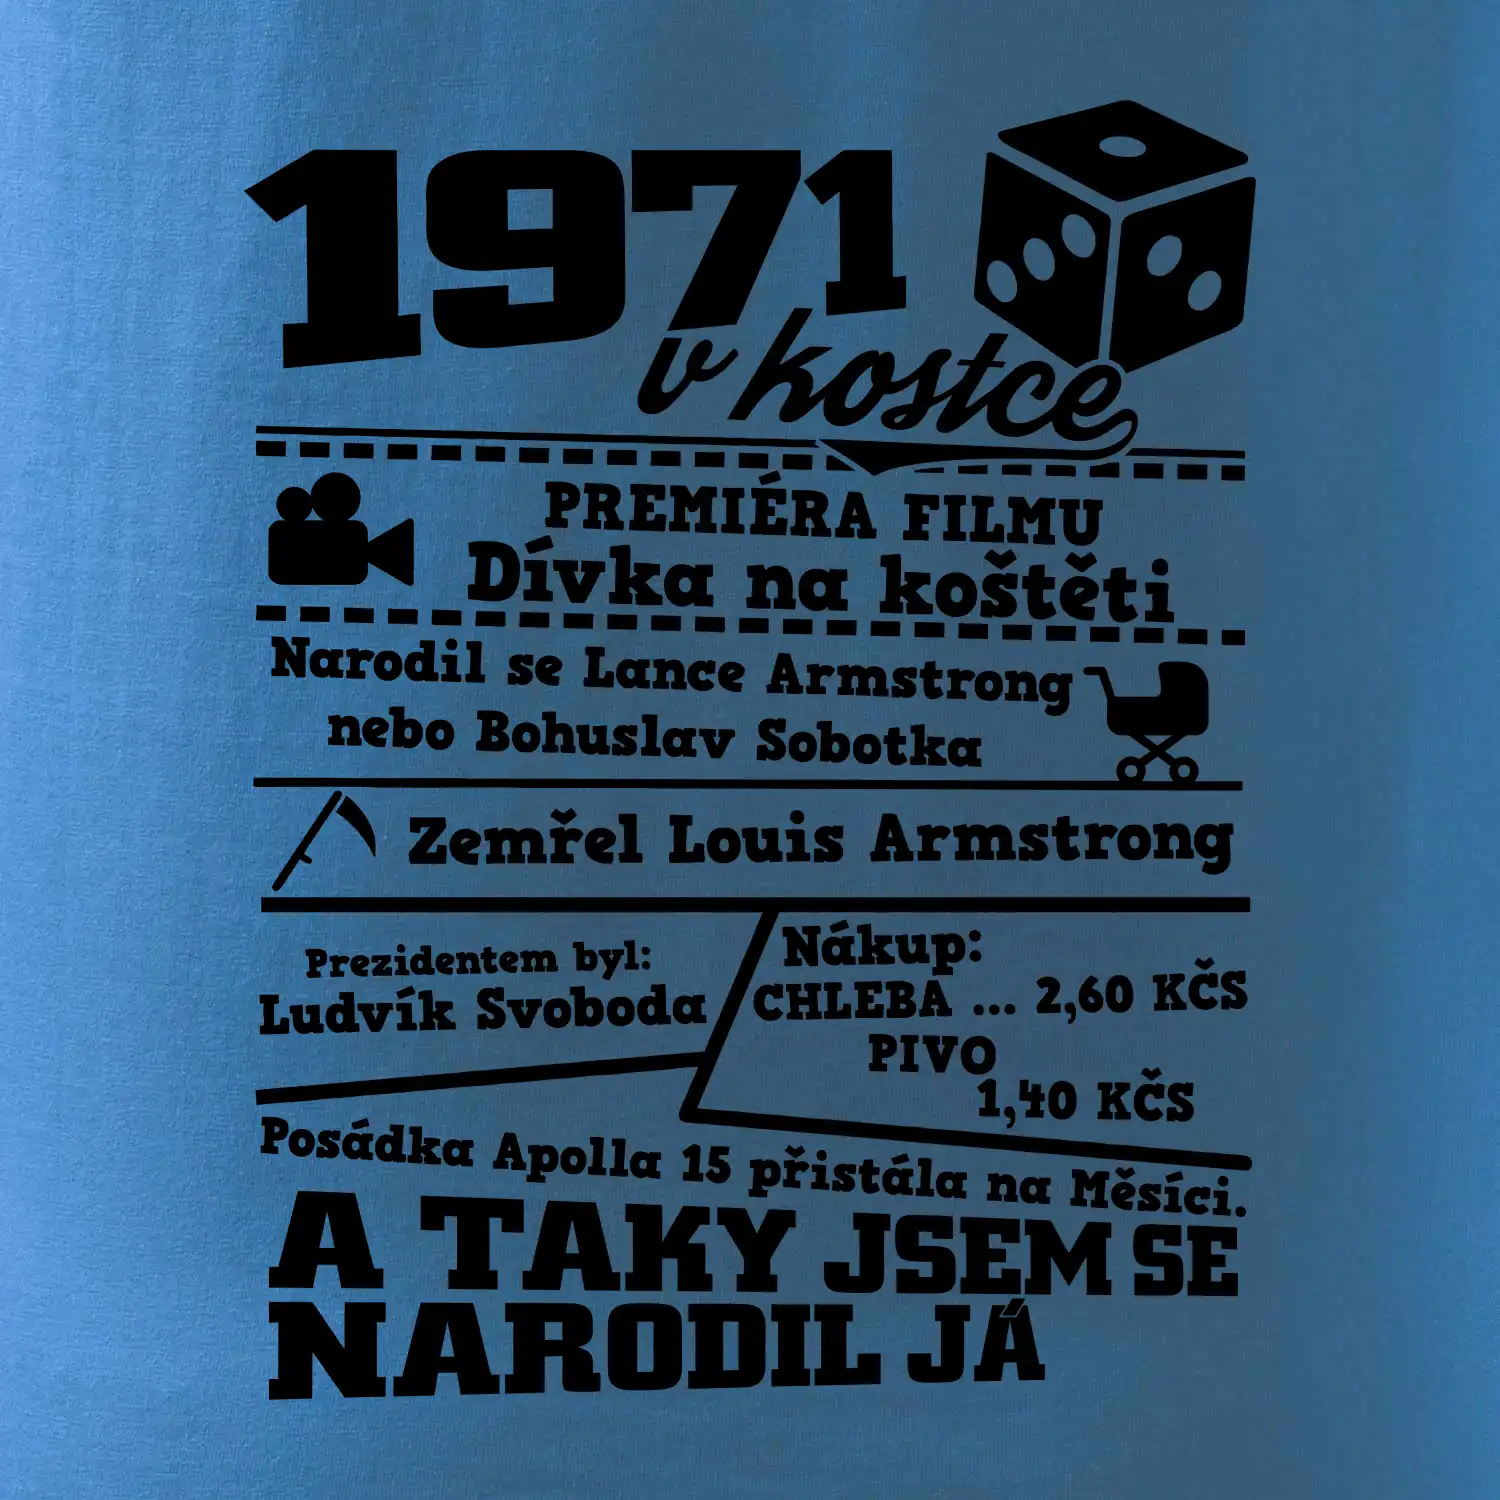 1971
v kostce
PREMIÉRA FILMU
Dívka na koštěti
Narodil se Lance Armstrong
nebo Bohuslav Sobotka
Zemřel Louis Armstrong
Prezidentem byl:
Ludvík Svoboda
Nákup:
CHLEBA ... 2,60 KČS
PIVO
1,40 KČS
Posádka Apolla 15 přistála na Měsíci.
A TAKY JSEM SE
NARODIL JÁ